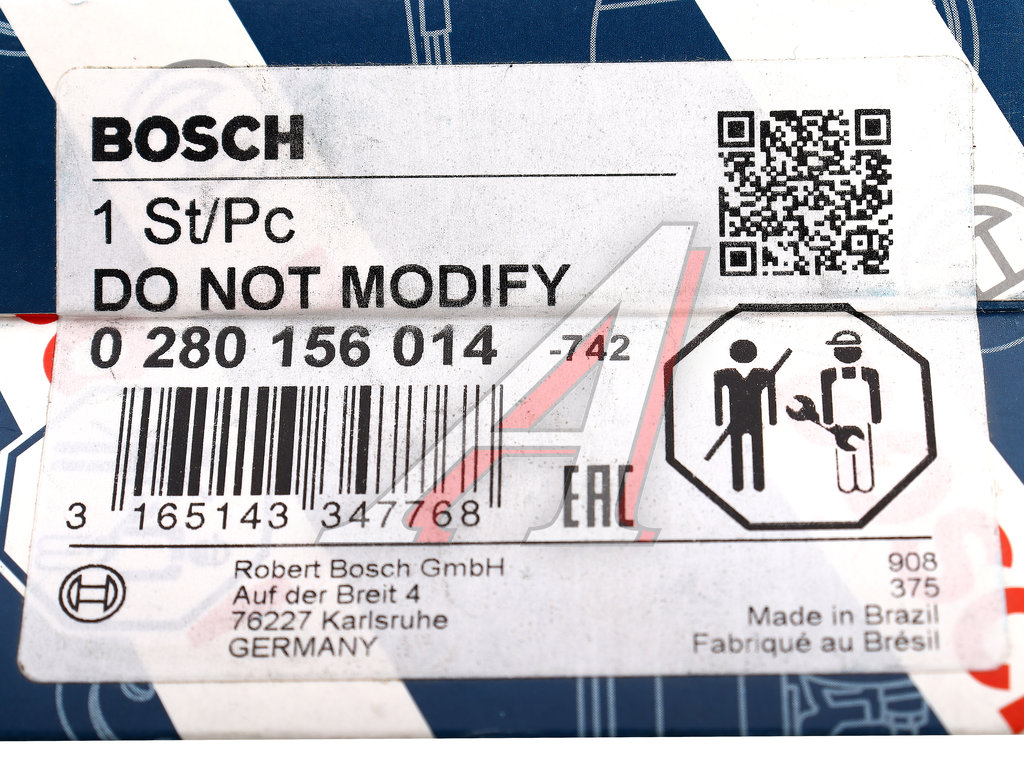 BOSCH
1 St/Pc
DO NOT MODIFY
0 280 156 014 -742
3 165143 347768
EAC
Robert Bosch GmbH
Auf der Breit 4
76227 Karlsruhe
GERMANY
908
375
Made in Brazil
Fabriqué au Brésil